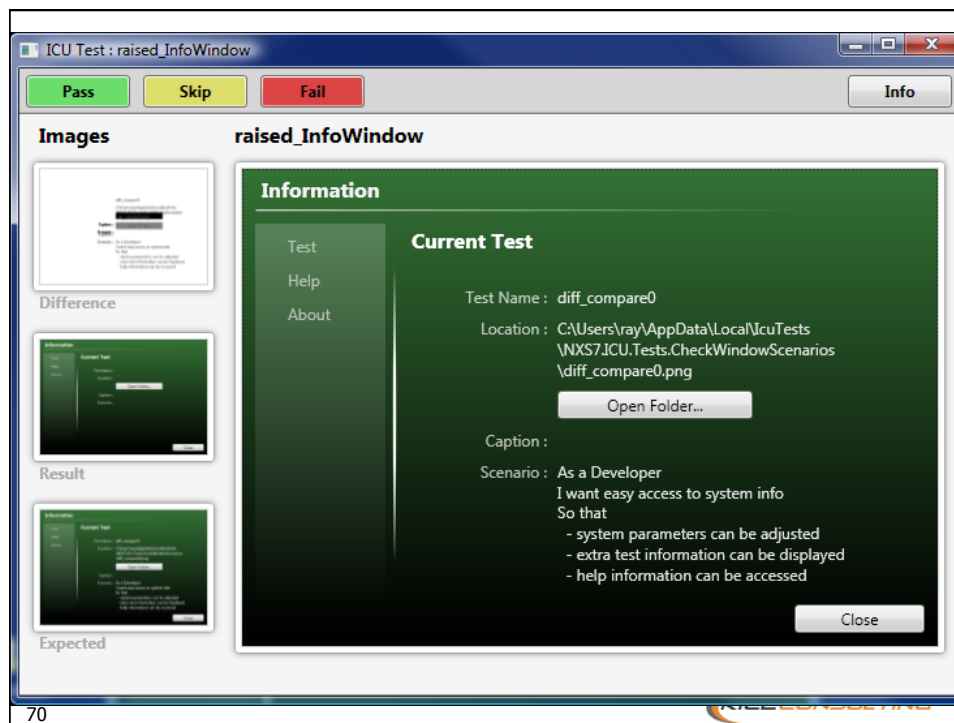 ICU Test : raised_InfoWindow
Pass Skip Fail Info
Images
raised_InfoWindow
Difference
Result
Expected
Information
Test
Help
About
Current Test
Test Name : diff_compare0
Location : C:\Users\ray\AppData\Local\IcuTests
\NXS7.ICU.Tests.CheckWindowScenarios
\diff_compare0.png
Open Folder...
Caption :
Scenario : As a Developer
I want easy access to system info
So that
- system parameters can be adjusted
- extra test information can be displayed
- help information can be accessed
Close
70